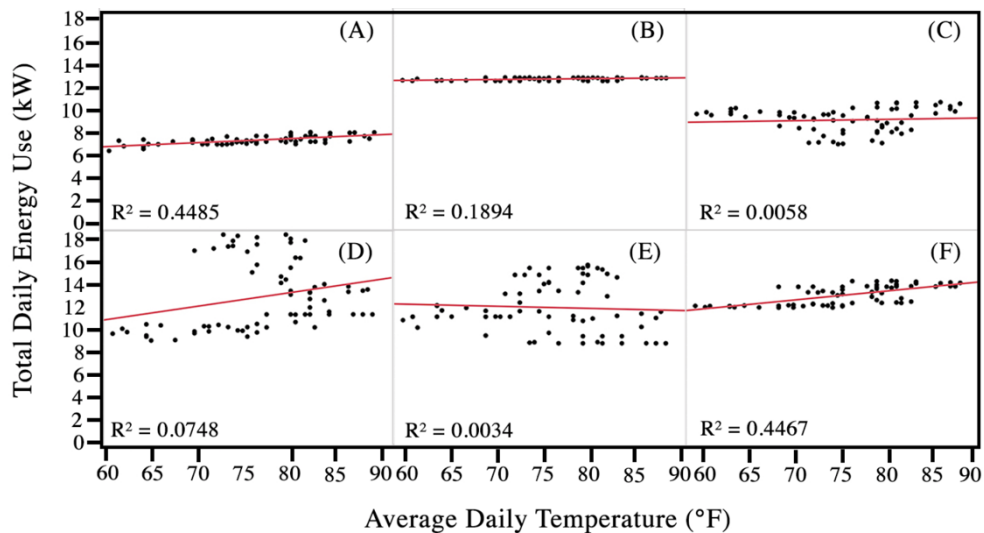 (A) (B) (C)
18
16
14
12
10
8
6
4
2
0
R² = 0.4485 R² = 0.1894 R² = 0.0058
(D) (E) (F)
18
16
14
12
10
8
6
4
2
0
R² = 0.0748 R² = 0.0034 R² = 0.4467
60 65 70 75 80 85 90 60 65 70 75 80 85 90 60 65 70 75 80 85 90
Total Daily Energy Use (kW)
Average Daily Temperature (°F)